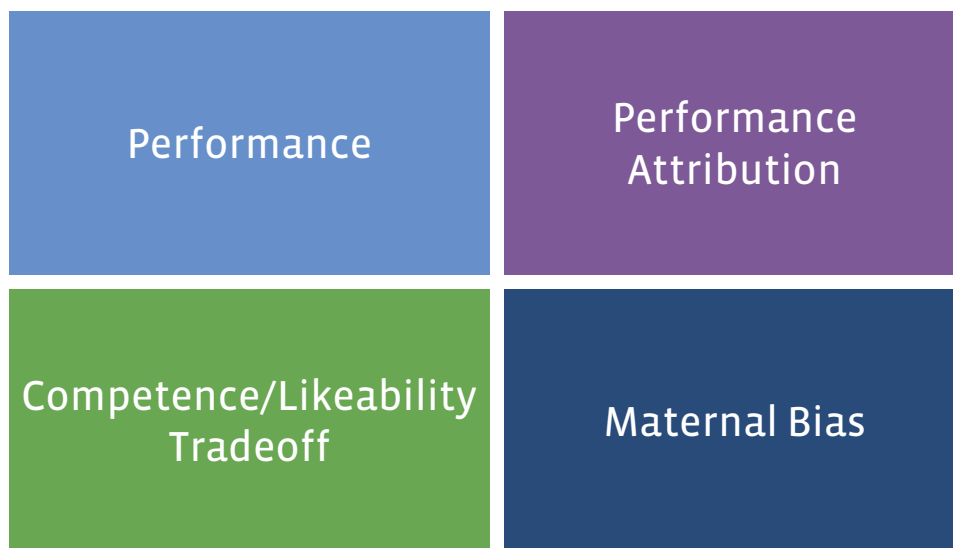 Performance
Performance
Attribution
Competence/Likeability
Tradeoff
Maternal Bias